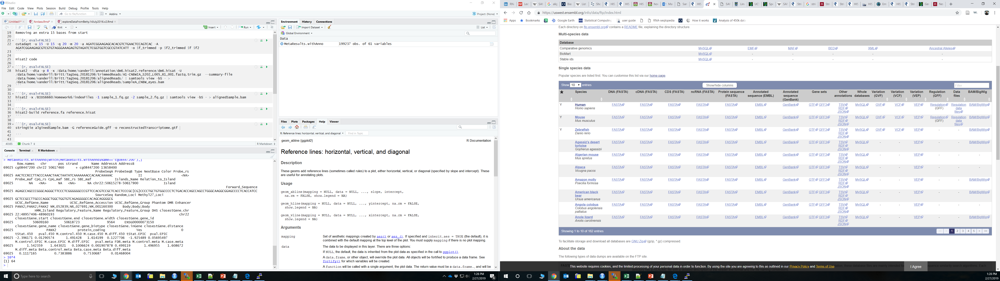 RStudio
File Edit Code View Plots Session Build Debug Profile Tools Help
Go to file/function Addins Project: (None)
Untitled1* fordass.Rmd* exploreDataFromBetty.14July2016.v2.Rmd
Knit Insert Run
19 Removing an extra 15 bases from start
20
21 ```{r, eval=FALSE}
22 cutadapt -u 15 -U 15 -q 20 -m 20 -a AGATCGGAAGAGCACACGTCTGAACTCCAGTCAC -A
AGATCGGAAGAGCGTCGTGTAGGGAAAGAGTGTAGATCTCGGTGGTCGCCGTATCATT -o $f_trimmed -p $f2_trimmed $f $f2
23 ```
24
25 Hisat2 code
26
27 ```{r, eval=FALSE}
28 hisat2 --dta -p 8 -x /data/home/vanderll/annotation/dm6.hisat2.reference/dm6.hisat -U
/data/home/vanderll/Britt/TagSeq.20181206/trimmedReads/A1-CNBWIA_S202_L005_R1_001.fastq.trim.gz --summary-file
/data/home/vanderll/Britt/TagSeq.20181206/alignedReads/ | samtools view -bS - >
/data/home/vanderll/Britt/TagSeq.20181206/alignedReads/sampleA_CNBW_eyes.bam
29 ```
30
31 ```{r, eval=FALSE}
32 hisat2 -x /BIOS6660/Homework6/indexFiles -1 sample_1.fq.gz -2 sample_2.fq.gz | samtools view -bS - > alignedSample.bam
33 ```
34
35 ```{r, eval=FALSE}
36 hisat2-build reference.fa reference.hisat
37 ```
38
39 ```{r, eval=FALSE}
40 stringtie alginedSample.bam -G referenceGuide.gff -o reconstructedTranscriptome.gtf
41
42 ```
43
40:85 Chunk 7 R Markdown
Console Terminal R Markdown
~/
> MetaResults.withAnno[which(MetaResults.withAnno$Name=="cg08447200"),]
Row.names chr pos strand Name AddressA AddressB
69025 cg08447200 chr22 50617460 + cg08447200 13658400
ProbeSeqA ProbeSeqB Type NextBase Color Probe_rs
69025 AACTCCRCCTTACCCAAACTAACTAATATCAAAAAAACCACAACAAAAAC II <NA>
Probe_maf CpG_rs CpG_maf SBE_rs SBE_maf Islands_Name Relation_to_Island
69025 NA <NA> NA <NA> NA chr22:50615278-50617900 Island
Forward_Sequence
69025 AGAGCCAGCCCGGGCAGGGCTTCCCTCGGGGGGCCCGTTCCACGTCCGCTCACCTCCCGC[CG]CCCCTGCTGTGGCCCCTCTGACACCAGCCAGCCTGGGCAAGGCGGAGCCCCTCACCATCC
SourceSeq Random_Loci Methyl27_Loci
69025 GCTCCGCCTTGCCCAGGCTGGCTGGTGTCAGAGGGGCCACAGCAGGGGCG
UCSC_RefGene_Name UCSC_RefGene_Accession UCSC_RefGene_Group Phantom DMR Enhancer
69025 PANX2;PANX2;PANX2 NM_052839;NR_027691;NM_001160300 Body;Body;Body
HMM_Island Regulatory_Feature_Name Regulatory_Feature_Group DHS closestGene.chr
69025 22:48957406-48960193 chr22
closestGene.start closestGene.end closestGene.width closestGene.gene_id
69025 50609160 50618723 9564 ENSG00000073150
closestGene.gene_name closestGene.gene_biotype closestGene.inGene closestGene.distance
69025 PANX2 protein_coding Yes 0
tStat.450 pval.450 M.control.450 M.case.450 M.diff.450 tStat.EPIC pval.EPIC
69025 -2.396171 0.01290574 1.491428 1.614199 0.1227706 -1.925489 0.05695497
M.control.EPIC M.case.EPIC M.diff.EPIC pval.meta FDR.meta M.control.meta M.case.meta
69025 1.542359 1.643021 0.1006624 0.001907878 0.499119 1.496955 1.608672
M.diff.meta Beta.control.meta Beta.case.meta Beta.diff.meta
69025 0.1117165 0.7383886 0.7530687 0.01468004
> 16*4
[1] 64
>
Environment History Connections
Import Dataset List
Global Environment
Data
MetaResults.withAnno 199237 obs. of 61 variables
Files Plots Packages Help Viewer
R: Reference lines: horizontal, vertical, and diagonal Find in Topic
geom_abline {ggplot2} R Documentation
Reference lines: horizontal, vertical, and diagonal
Description
These geoms add reference lines (sometimes called rules) to a plot, either horizontal, vertical, or diagonal (specified by slope and intercept). These
are useful for annotating plots.
Usage
geom_abline(mapping = NULL, data = NULL, ..., slope, intercept,
na.rm = FALSE, show.legend = NA)
geom_hline(mapping = NULL, data = NULL, ..., yintercept, na.rm = FALSE,
show.legend = NA)
geom_vline(mapping = NULL, data = NULL, ..., xintercept, na.rm = FALSE,
show.legend = NA)
Arguments
mapping Set of aesthetic mappings created by aes() or aes_(). If specified and inherit.aes = TRUE (the default), it is
combined with the default mapping at the top level of the plot. You must supply mapping if there is no plot mapping.
data The data to be displayed in this layer. There are three options:
If NULL, the default, the data is inherited from the plot data as specified in the call to ggplot().
A data.frame, or other object, will override the plot data. All objects will be fortified to produce a data frame. See
fortify() for which variables will be created.
A function will be called with a single argument, the plot data. The return value must be a data.frame., and will be
Type here to search
1:28 PM
2/27/2019
https://uswest.ensembl.org/info/data/ftp/index.html
Apps Bookmarks Google Earth Statistical Computing user guide RNA-seqlopedia How it works Analysis of 450k data
Each directory on ftp.ensembl.org contains a README file, explaining the directory structure.
Multi-species data
Database
Comparative genomics MySQL EMF MAF BED XML Ancestral Alleles
BioMart MySQL - - - - -
Stable ids MySQL - - - - -
Single species data
Popular species are listed first. You can customise this list via our home page.
Show 10 entries Show/hide columns Filter
Species DNA (FASTA) cDNA (FASTA) CDS (FASTA) ncRNA (FASTA) Protein sequence (FASTA) Annotated sequence (EMBL) Annotated sequence (GenBank) Gene sets Other annotations Whole databases Variation (GVF) Variation (VCF) Variation (VEP) Regulation (GFF) Data files BAM/BigWig
Y Human Homo sapiens FASTA FASTA FASTA FASTA FASTA EMBL GenBank GTF GFF3 TSV RDF JSON MySQL GVF VCF VEP Regulation (GFF) Regulation data files BAM/BigWig
Y Mouse Mus musculus FASTA FASTA FASTA FASTA FASTA EMBL GenBank GTF GFF3 TSV RDF JSON MySQL GVF VCF VEP Regulation (GFF) Regulation data files BAM/BigWig
Y Zebrafish Danio rerio FASTA FASTA FASTA FASTA FASTA EMBL GenBank GTF GFF3 TSV RDF JSON MySQL GVF VCF VEP - - BAM/BigWig
Agassiz's desert tortoise Gopherus agassizii FASTA FASTA FASTA FASTA FASTA EMBL GenBank GTF GFF3 TSV RDF JSON MySQL - - VEP - - BAM/BigWig
Algerian mouse Mus spretus FASTA FASTA FASTA FASTA FASTA EMBL GenBank GTF GFF3 TSV RDF JSON MySQL - - VEP - - -
Alpaca Vicugna pacos FASTA FASTA FASTA FASTA FASTA EMBL GenBank GTF GFF3 TSV RDF JSON MySQL - - VEP - - -
Amazon molly Poecilia formosa FASTA FASTA FASTA FASTA FASTA EMBL GenBank GTF GFF3 TSV RDF JSON MySQL - - VEP - - BAM/BigWig
American black bear Ursus americanus FASTA FASTA FASTA FASTA FASTA EMBL GenBank GTF GFF3 TSV RDF JSON MySQL - - VEP - - BAM/BigWig
Angola colobus Colobus angolensis palliatus FASTA FASTA FASTA FASTA FASTA EMBL GenBank GTF GFF3 TSV RDF JSON MySQL - - VEP - - -
Anole lizard Anolis carolinensis FASTA FASTA FASTA FASTA FASTA EMBL GenBank GTF GFF3 TSV RDF JSON MySQL - - VEP - - BAM/BigWig
Showing 1 to 10 of 162 entries << < 1 2 3 4 5 > >>
To facilitate storage and download all databases are GNU Zip (gzip, *.gz) compressed.
About the data
The following types of data dumps are available on the FTP site.
This website requires cookies, and the limited processing of your personal data in order to function. By using the site you are agreeing to this as outlined in our Privacy Policy and Terms of Use
I Agree
1:28 PM
2/27/2019